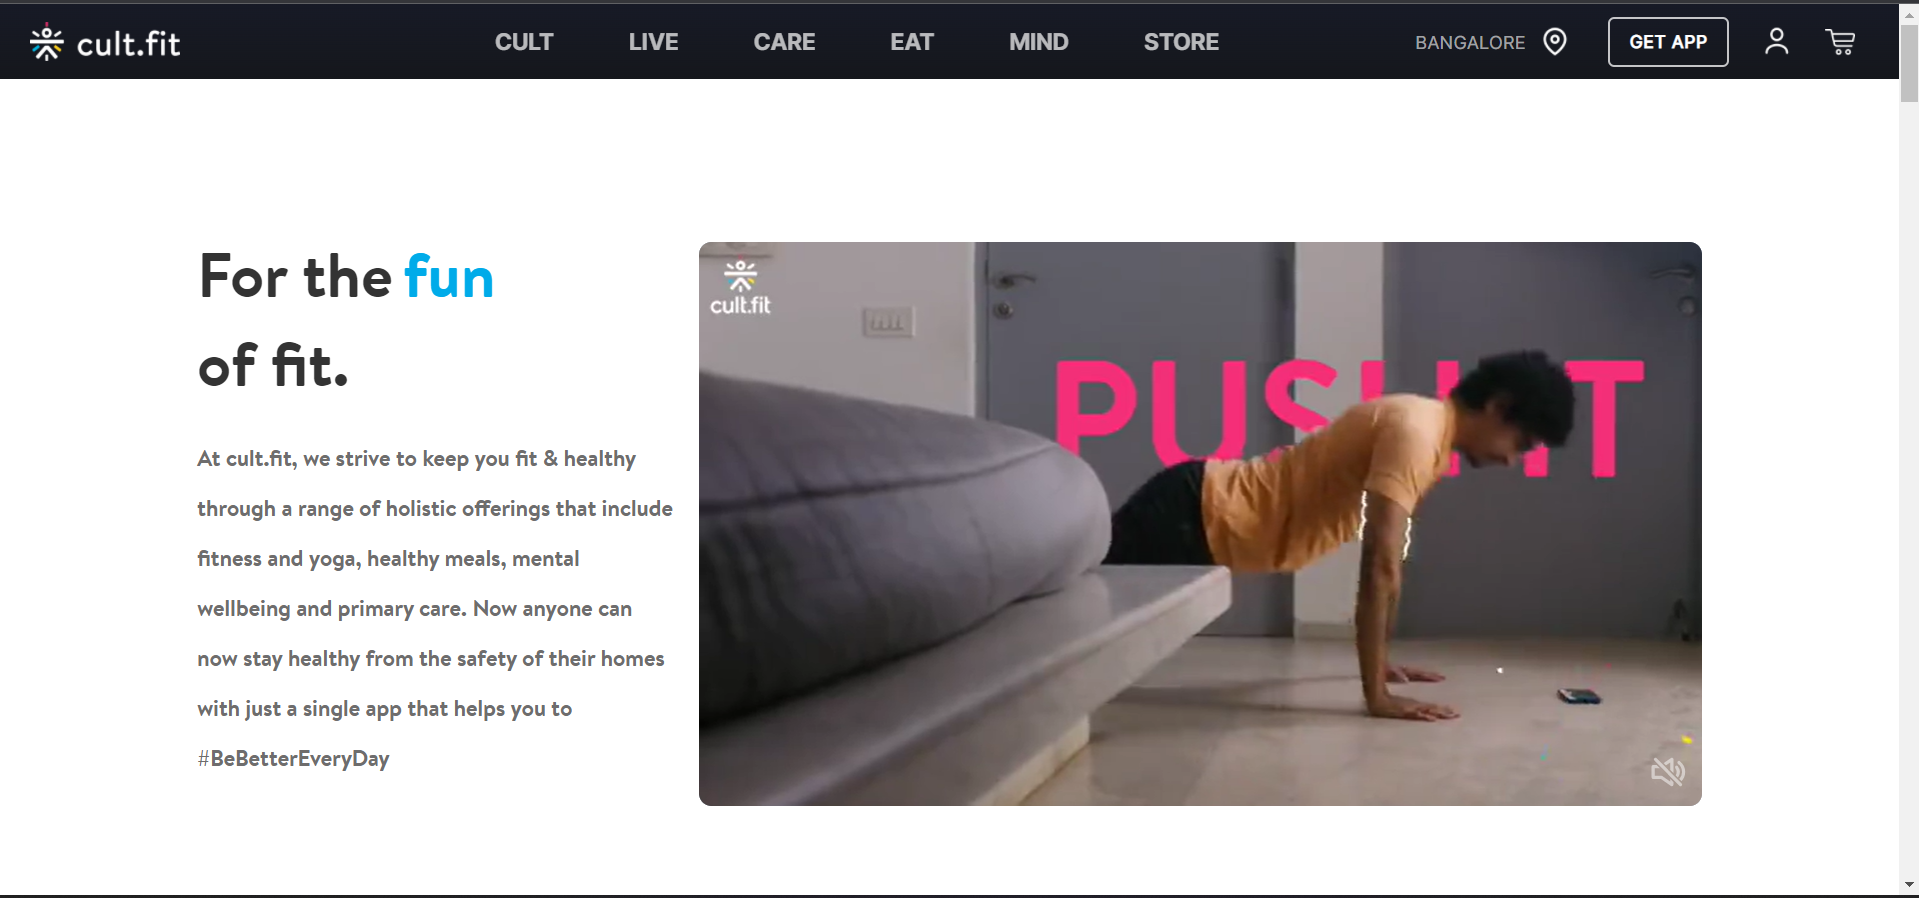 cult.fit
CULT
LIVE
CARE
EAT
MIND
STORE
BANGALORE
GET APP
For the fun
of fit.
At cult.fit, we strive to keep you fit & healthy
through a range of holistic offerings that include
fitness and yoga, healthy meals, mental
wellbeing and primary care. Now anyone can
now stay healthy from the safety of their homes
with just a single app that helps you to
#BeBetterEveryDay
cult.fit
PUSH IT